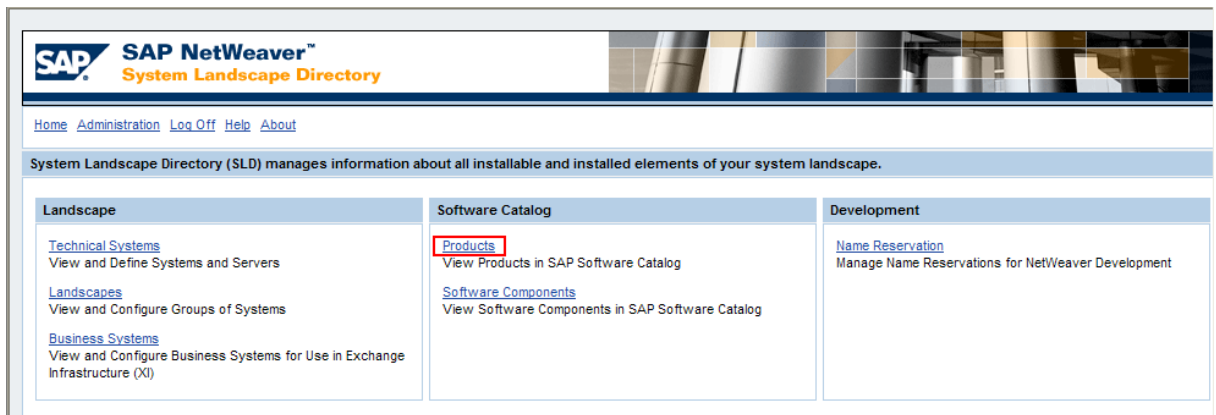 SAP
SAP NetWeaver™
System Landscape Directory
Home Administration Log Off Help About
System Landscape Directory (SLD) manages information about all installable and installed elements of your system landscape.
Landscape
Technical Systems
View and Define Systems and Servers
Landscapes
View and Configure Groups of Systems
Business Systems
View and Configure Business Systems for Use in Exchange
Infrastructure (XI)
Software Catalog
Products
View Products in SAP Software Catalog
Software Components
View Software Components in SAP Software Catalog
Development
Name Reservation
Manage Name Reservations for NetWeaver Development